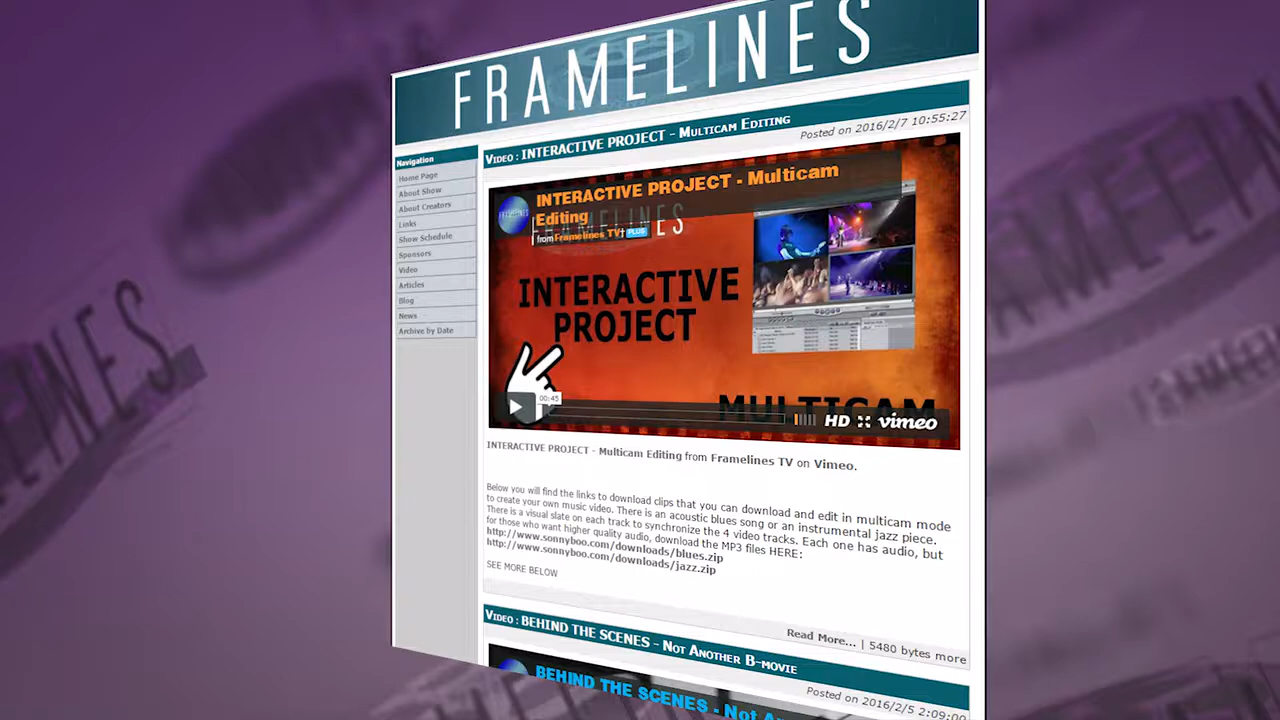 FRAMELINES
Navigation
Home Page
About Show
About Creators
Links
Show Schedule
Sponsors
Video
Articles
Blog
News
Archive by Date
Video : INTERACTIVE PROJECT - Multicam Editing
Posted on 2016/2/7 10:55:27
INTERACTIVE PROJECT - Multicam
Editing
from Framelines TV PLUS
FRAMELINES
INTERACTIVE
PROJECT
MULTICAM
00:45
HD vimeo
INTERACTIVE PROJECT - Multicam Editing from Framelines TV on Vimeo.
Below you will find the links to download clips that you can download and edit in multicam mode
to create your own music video. There is an acoustic blues song or an instrumental jazz piece.
There is a visual slate on each track to synchronize the 4 video tracks. Each one has audio, but
for those who want higher quality audio, download the MP3 files HERE:
http://www.sonnyboo.com/downloads/blues.zip
http://www.sonnyboo.com/downloads/jazz.zip
SEE MORE BELOW
Read More... | 5480 bytes more
Video : BEHIND THE SCENES - Not Another B-movie
Posted on 2016/2/5 2:09:00
BEHIND THE SCENES - Not
FRAMELINES